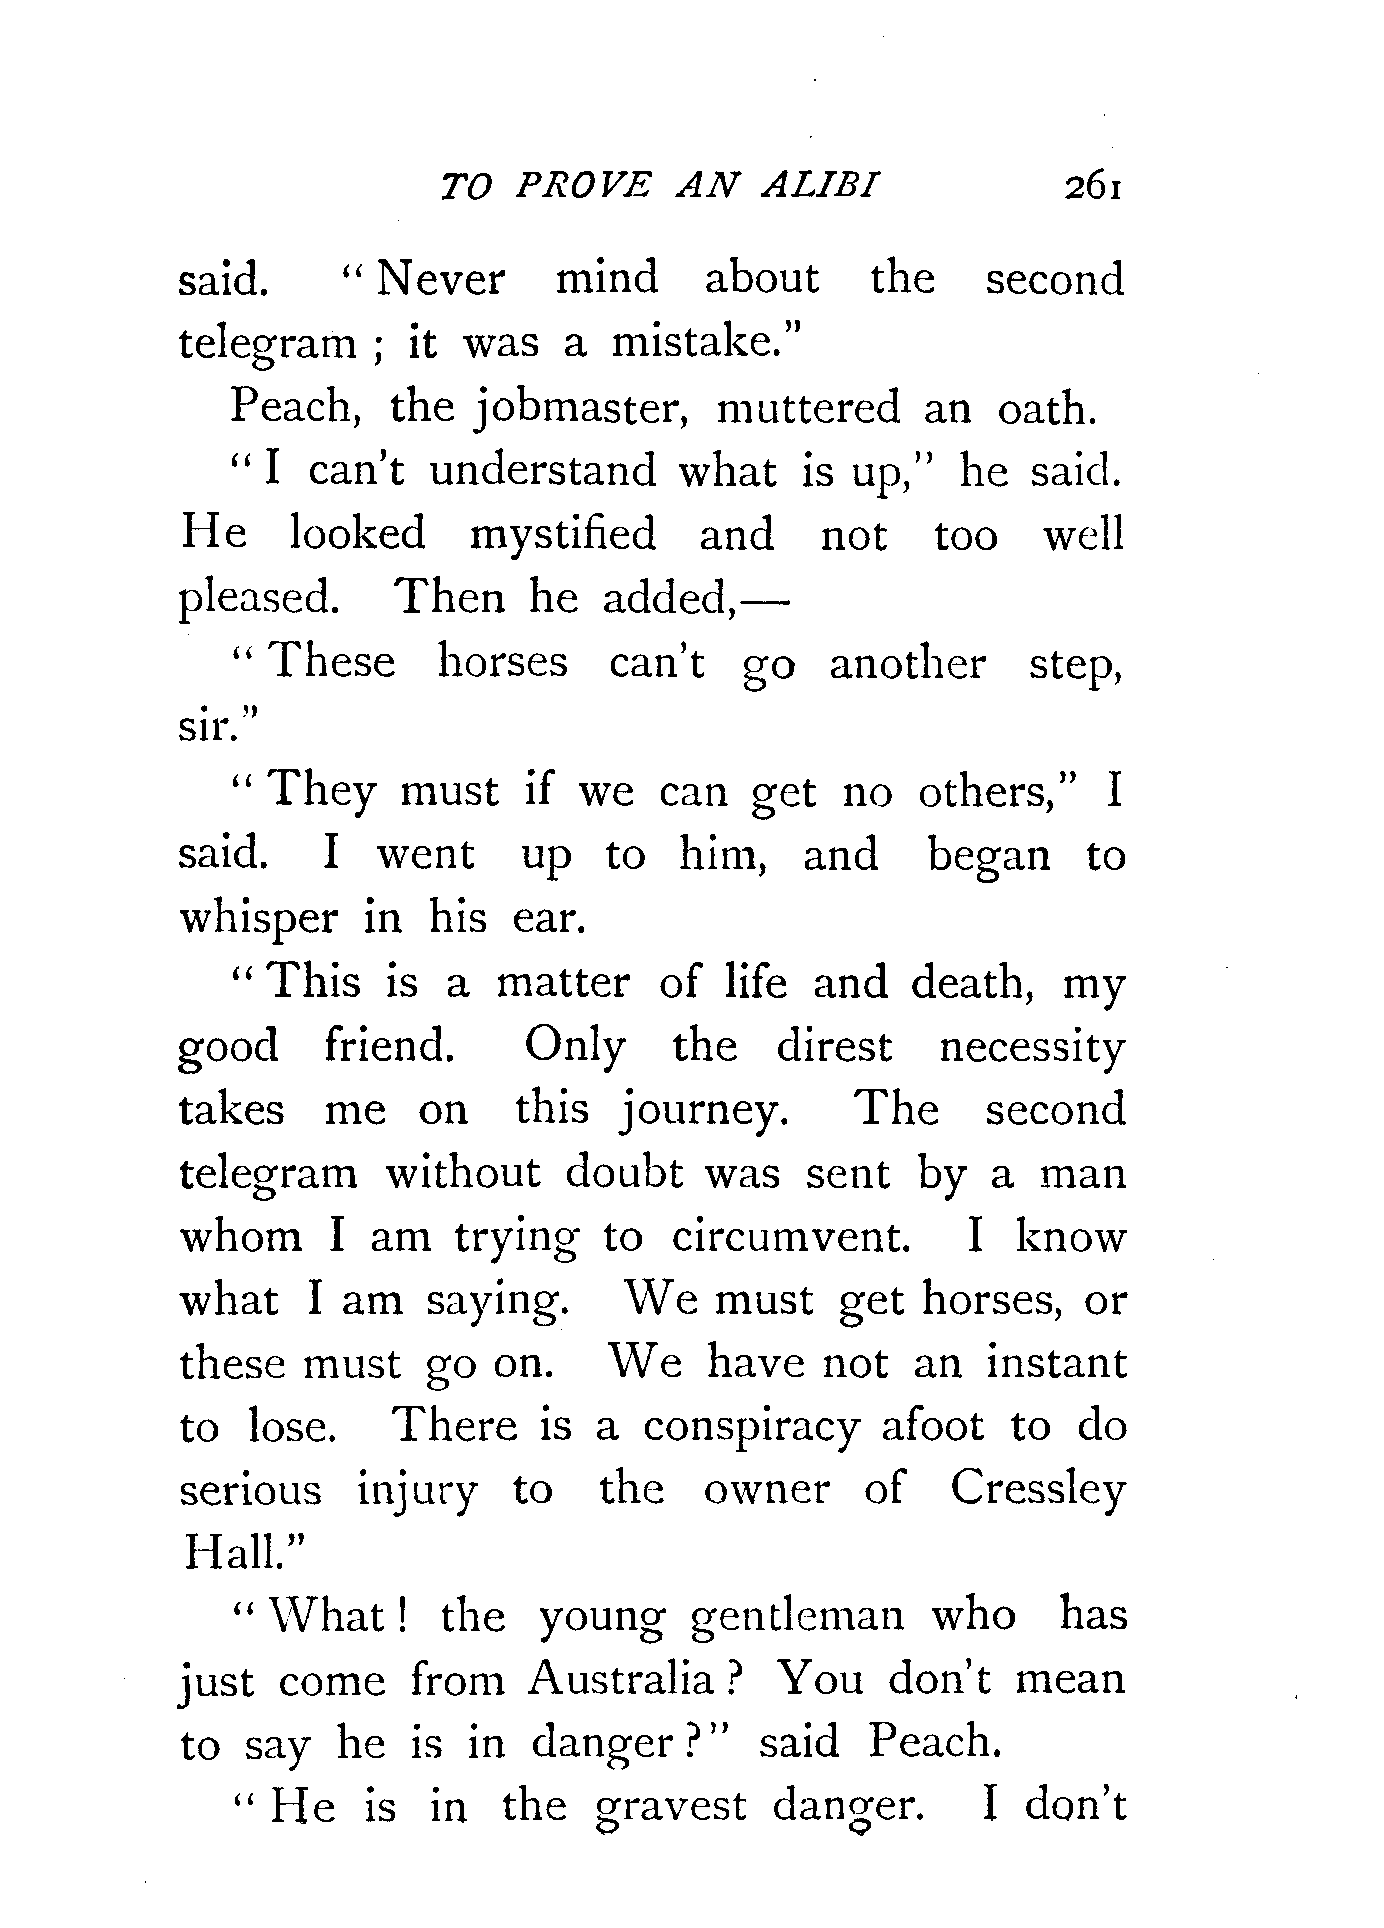 TO PROVE AN ALIBI 261
said. “Never mind about the second
telegram; it was a mistake.”
Peach, the jobmaster, muttered an oath.
“I can't understand what is up,” he said.
He looked mystified and not too well
pleased. Then he added,—
“These horses can't go another step,
sir.”
“They must if we can get no others,” I
said. I went up to him, and began to
whisper in his ear.
“This is a matter of life and death, my
good friend. Only the direst necessity
takes me on this journey. The second
telegram without doubt was sent by a man
whom I am trying to circumvent. I know
what I am saying. We must get horses, or
these must go on. We have not an instant
to lose. There is a conspiracy afoot to do
serious injury to the owner of Cressley
Hall.”
“What! the young gentleman who has
just come from Australia? You don't mean
to say he is in danger?” said Peach.
“He is in the gravest danger. I don't